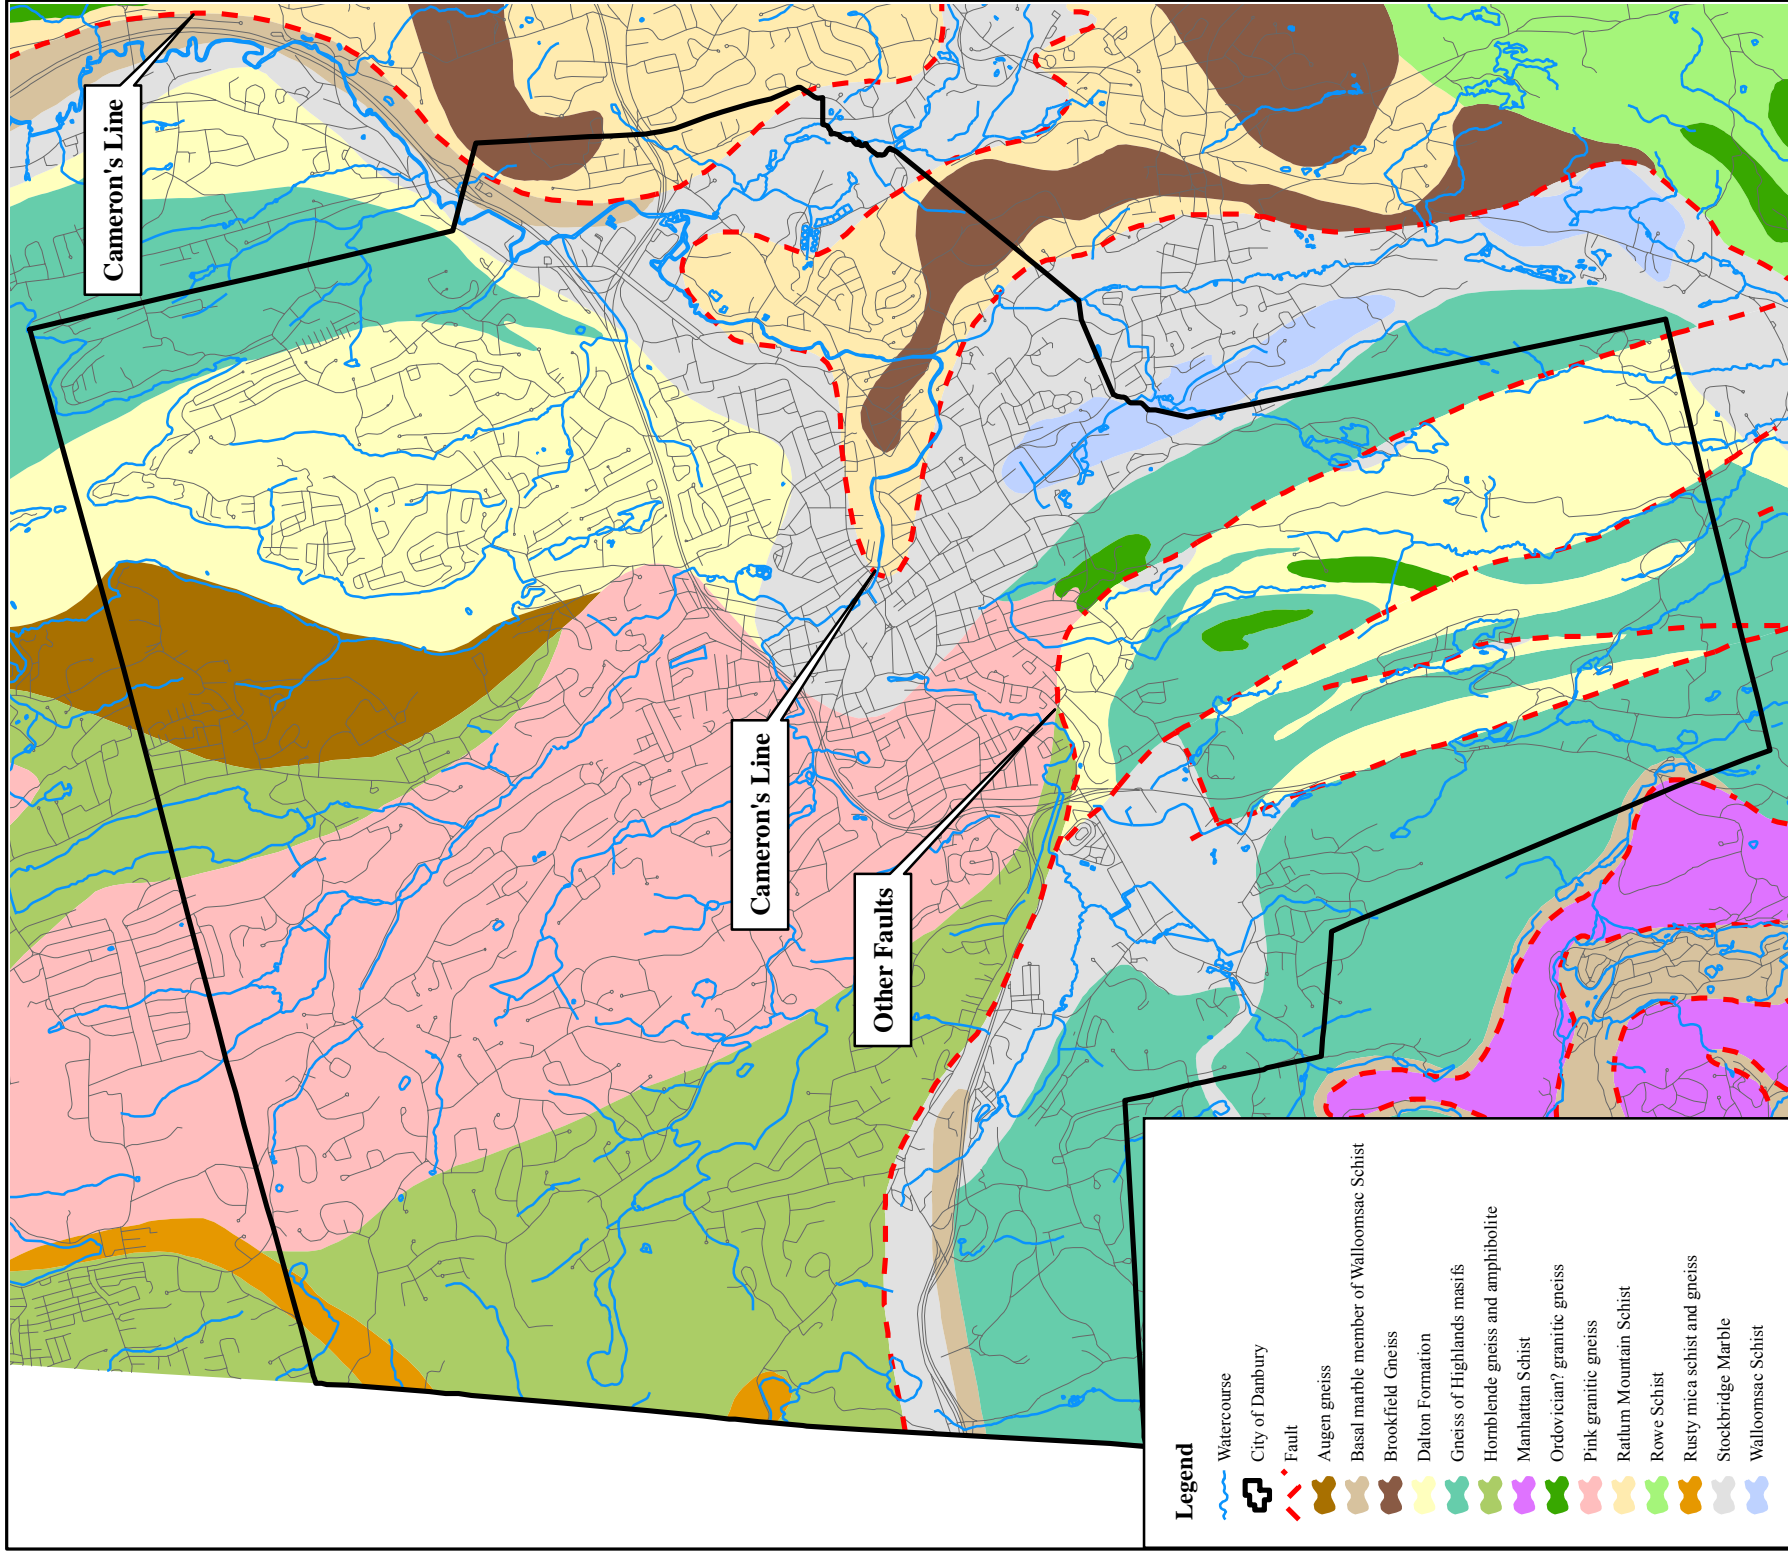 Cameron's Line
Cameron's Line
Other Faults
Legend
Watercourse
City of Danbury
Fault
Augen gneiss
Basal marble member of Walloomsac Schist
Brookfield Gneiss
Dalton Formation
Gneiss of Highlands masifs
Hornblende gneiss and amphibolite
Manhattan Schist
Ordovician? granitic gneiss
Pink granitic gneiss
Ratlum Mountain Schist
Rowe Schist
Rusty mica schist and gneiss
Stockbridge Marble
Walloomsac Schist